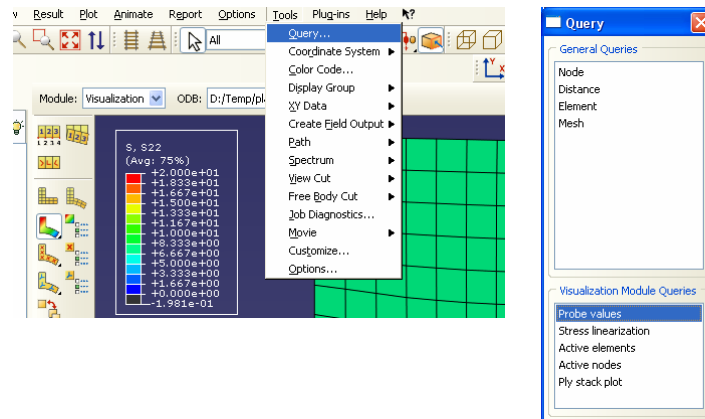 Result Plot Animate Report Options Tools Plug-ins Help
All
Module: Visualization ODB: D:/Temp/pl
S, S22
(Avg: 75%)
+2.000e+01
+1.833e+01
+1.667e+01
+1.500e+01
+1.333e+01
+1.167e+01
+1.000e+01
+8.333e+00
+6.667e+00
+5.000e+00
+3.333e+00
+1.667e+00
+0.000e+00
-1.981e-01
Query...
Coordinate System
Color Code...
Display Group
XY Data
Create Field Output
Path
Spectrum
View Cut
Free Body Cut
Job Diagnostics...
Movie
Customize...
Options...
Query
General Queries
Node
Distance
Element
Mesh
Visualization Module Queries
Probe values
Stress linearization
Active elements
Active nodes
Ply stack plot